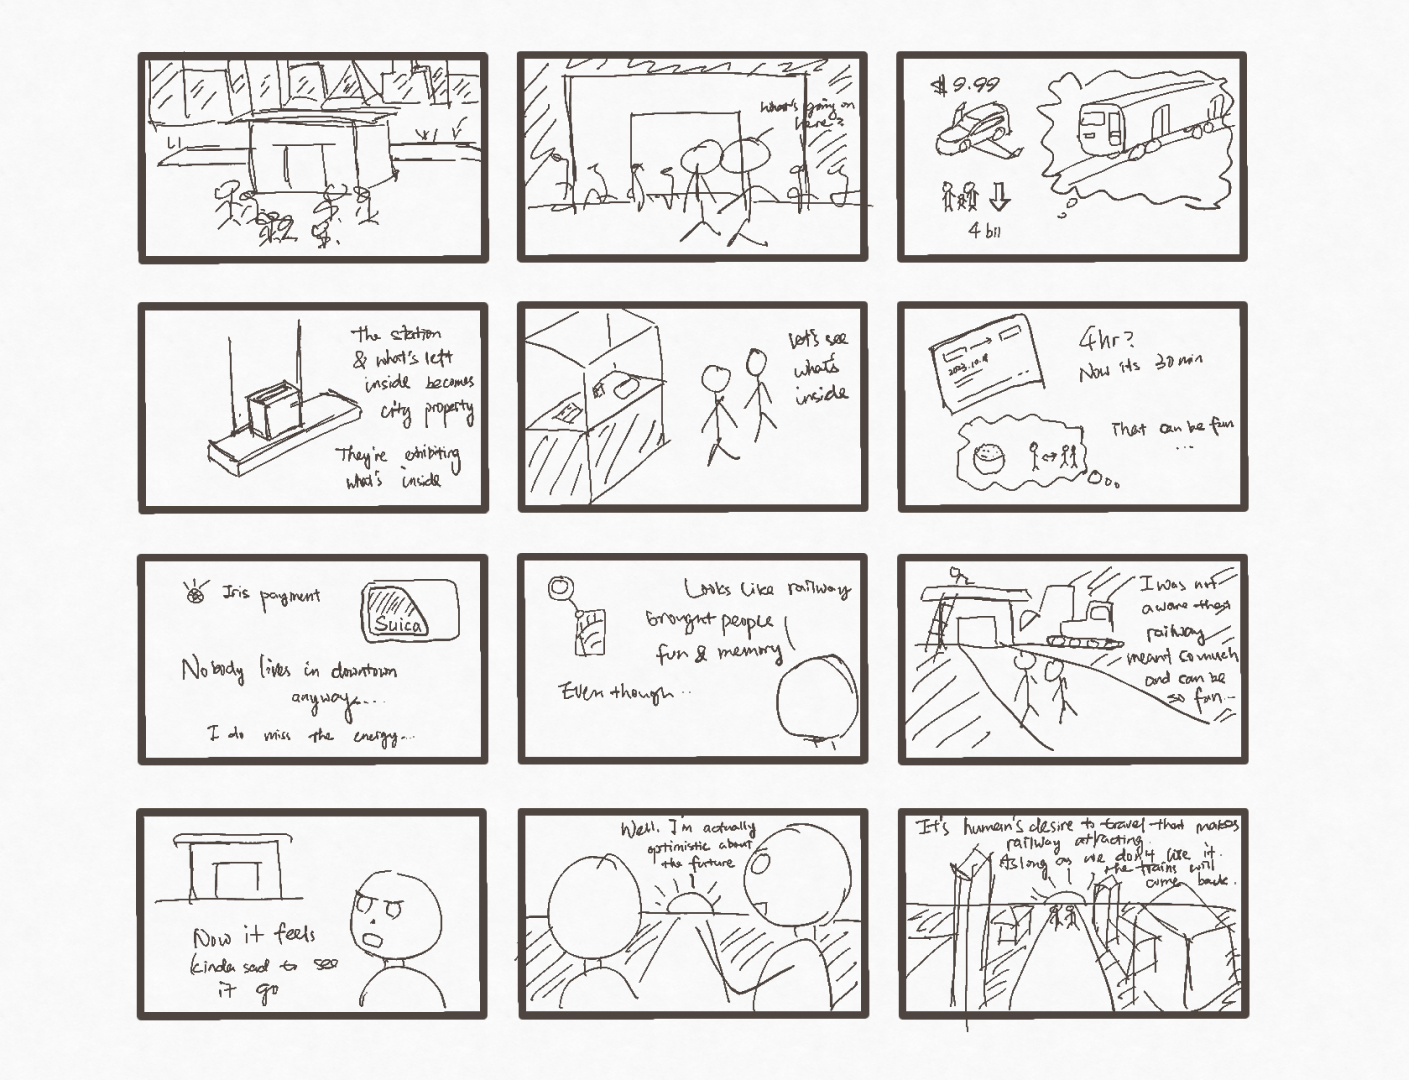 what's going on
here?
$ 9.99
4 bil
The station
& what's left
inside becomes
city property
They're exhibiting
what's inside
let's see
what's
inside
2023.10.4
4hr?
Now its 30min
That can be fun
...
Iris payment
Suica
Nobody lives in downtown
anyway....
I do miss the energy...
Looks like railway
brought people
fun & memory
Even though..
I was not
aware that
railway
meant so much
and can be
so fun...
Now it feels
kinda sad to see
it go
Well, I'm actually
optimistic about
the furture
It's human's desire to travel that makes
railway attracting.
As long as we don't like it.
the trains will
come back.